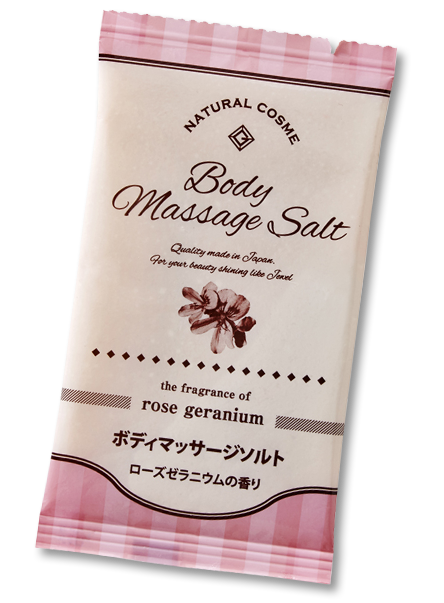 NATURAL COSME
Body
Massage Salt
Quality made in Japan.
For your beauty shining like Jewel
the fragrance of
rose geranium
ボディマッサージソルト
ローズゼラニウムの香り